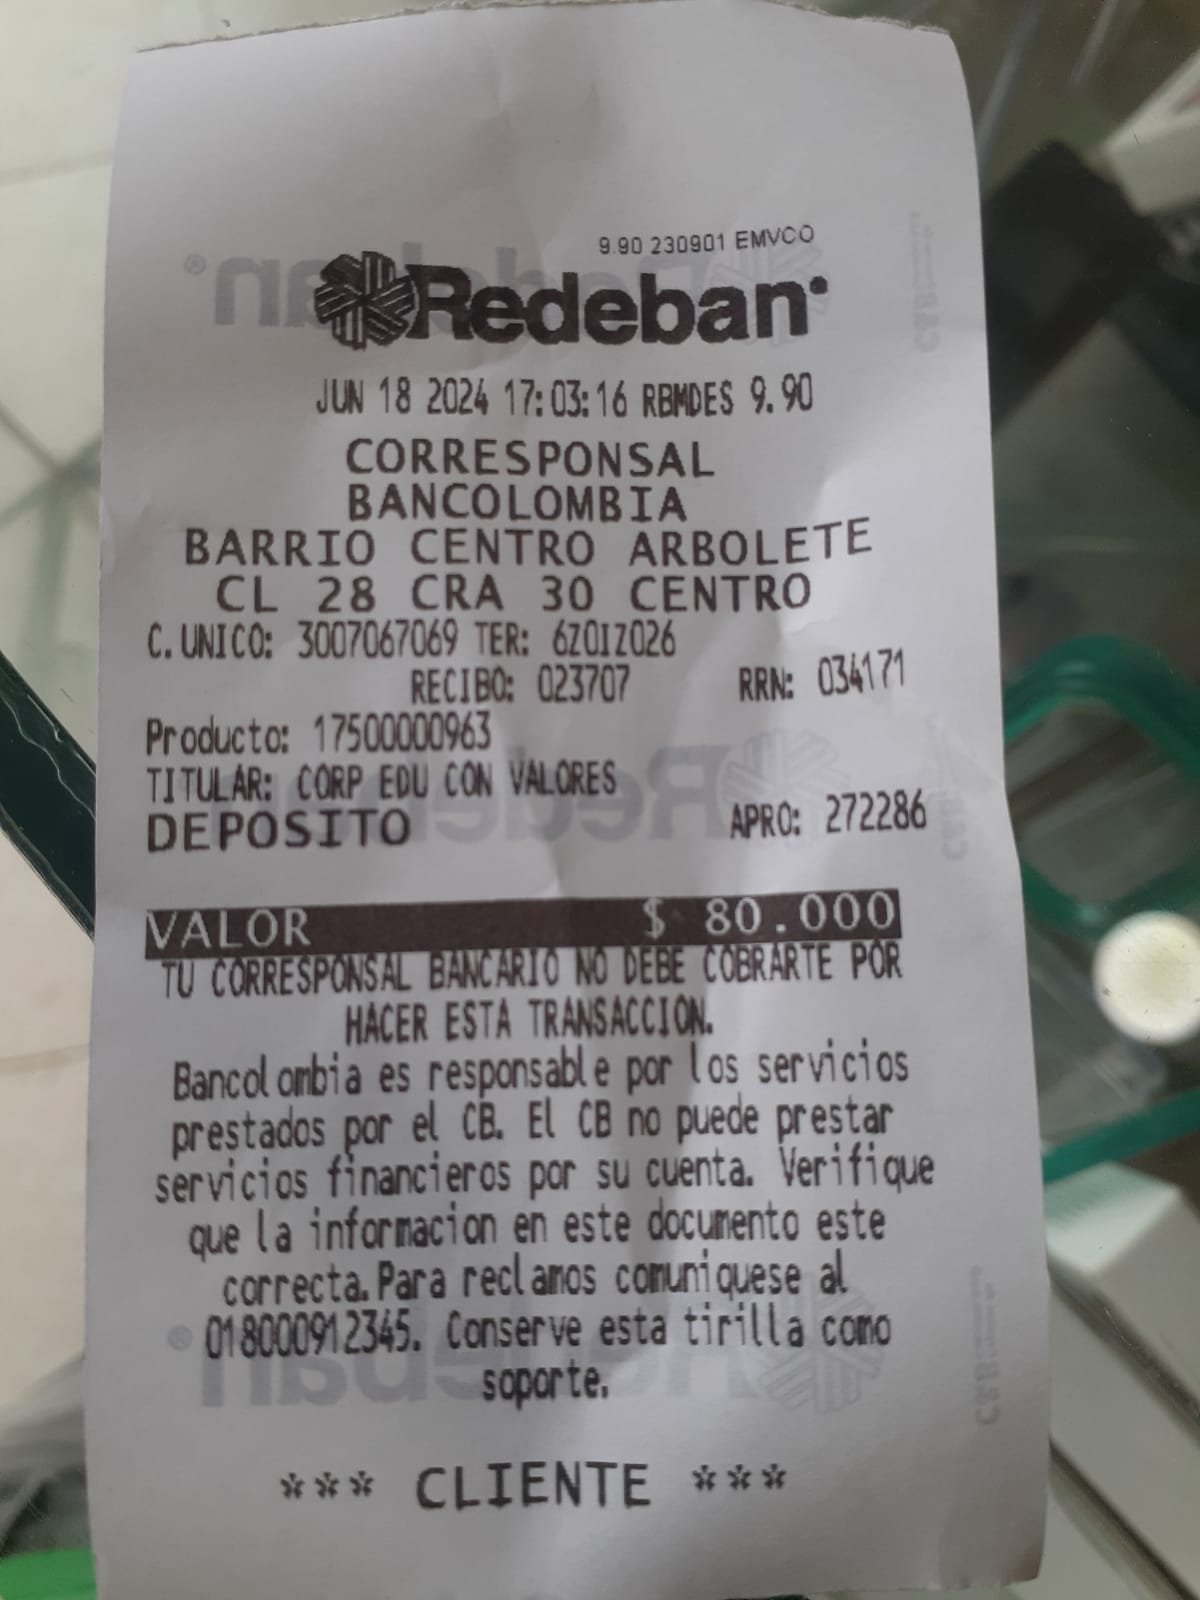 9.90 230901 EMVCO
Redeban
JUN 18 2024 17:03:16 RBMDES 9.90
CORRESPONSAL
BANCOLOMBIA
BARRIO CENTRO ARBOLETE
CL 28 CRA 30 CENTRO
C. UNICO: 3007067069 TER: 6Z0IZ026
RECIBO: 023707 RRN: 034171
Producto: 17500000963
TITULAR: CORP EDU CON VALORES
DEPOSITO APRO: 272286
VALOR $ 80.000
TU CORRESPONSAL BANCARIO NO DEBE COBRARTE POR
HACER ESTA TRANSACCION.
Bancolombia es responsable por los servicios
prestados por el CB. El CB no puede prestar
servicios financieros por su cuenta. Verifique
que la informacion en este documento este
correcta. Para reclamos comuniquese al
018000912345. Conserve esta tirilla como
soporte.
*** CLIENTE ***